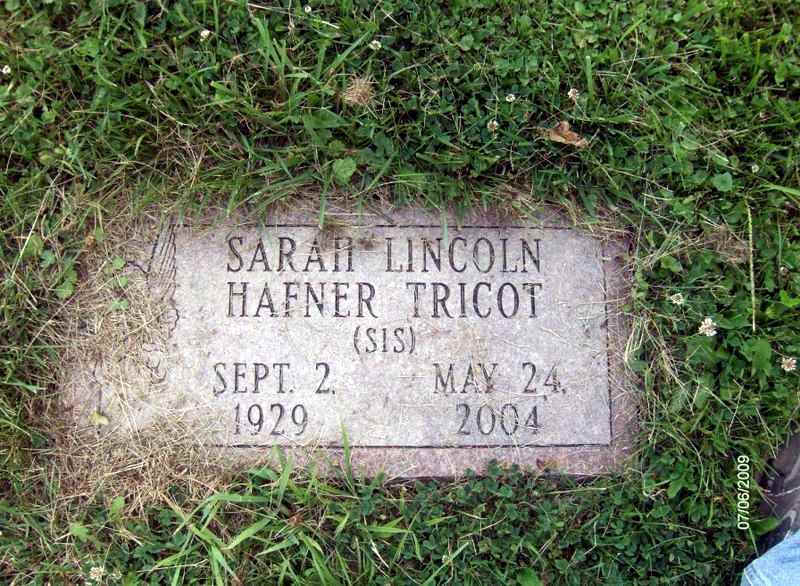 SARAH LINCOLN
HAFNER TRICOT
(SIS)
SEPT. 2, — MAY 24,
1929 2004
07/06/2009